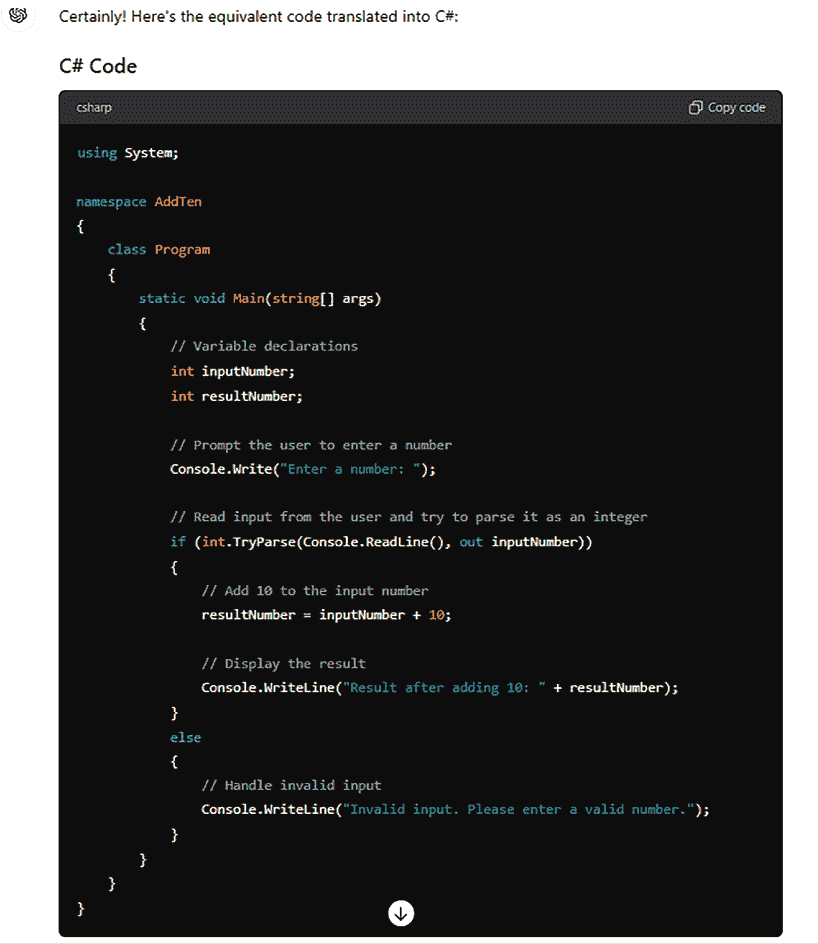 Certainly! Here's the equivalent code translated into C#:
C# Code
csharp
Copy code
using System;
namespace AddTen
{
    class Program
    {
        static void Main(string[] args)
        {
            // Variable declarations
            int inputNumber;
            int resultNumber;
            // Prompt the user to enter a number
            Console.Write("Enter a number: ");
            // Read input from the user and try to parse it as an integer
            if (int.TryParse(Console.ReadLine(), out inputNumber))
            {
                // Add 10 to the input number
                resultNumber = inputNumber + 10;
                // Display the result
                Console.WriteLine("Result after adding 10: " + resultNumber);
            }
            else
            {
                // Handle invalid input
                Console.WriteLine("Invalid input. Please enter a valid number.");
            }
        }
    }
}